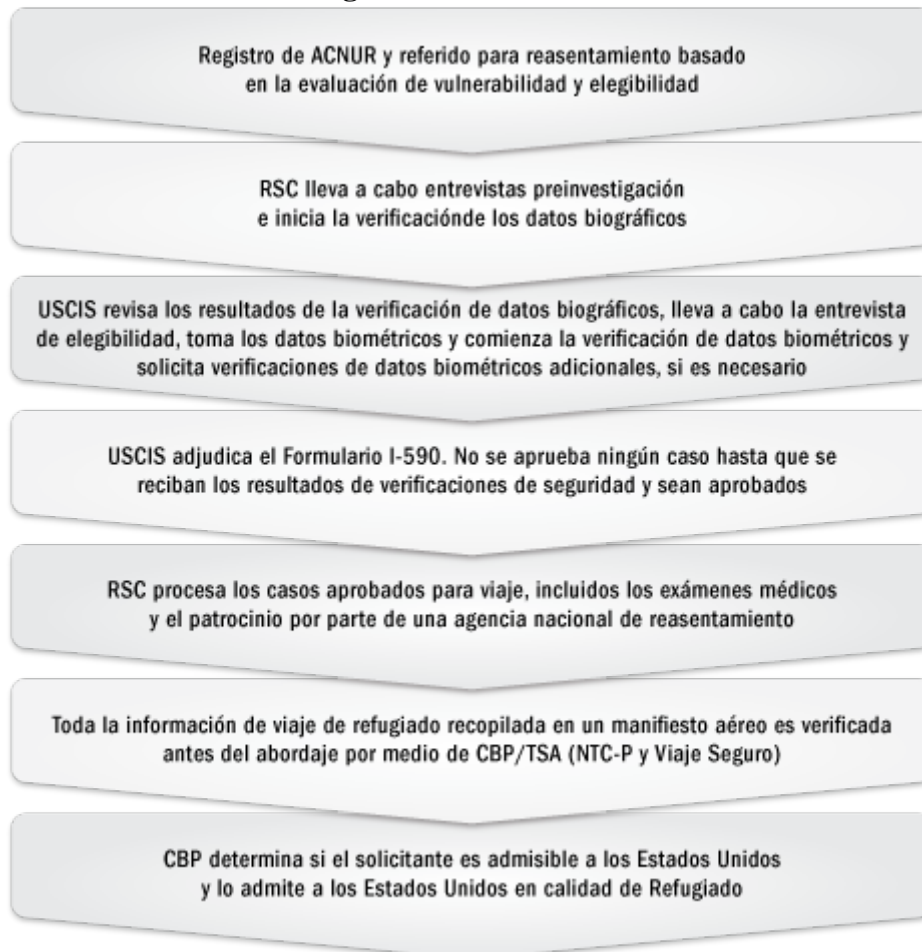 Registro de ACNUR y referido para reasentamiento basado
en la evaluación de vulnerabilidad y elegibilidad
RSC lleva a cabo entrevistas preinvestigación
e inicia la verificaciónde los datos biográficos
USCIS revisa los resultados de la verificación de datos biográficos, lleva a cabo la entrevista
de elegibilidad, toma los datos biométricos y comienza la verificación de datos biométricos y
solicita verificaciones de datos biométricos adicionales, si es necesario
USCIS adjudica el Formulario I-590. No se aprueba ningún caso hasta que se
reciban los resultados de verificaciones de seguridad y sean aprobados
RSC procesa los casos aprobados para viaje, incluidos los exámenes médicos
y el patrocinio por parte de una agencia nacional de reasentamiento
Toda la información de viaje de refugiado recopilada en un manifiesto aéreo es verificada
antes del abordaje por medio de CBP/TSA (NTC-P y Viaje Seguro)
CBP determina si el solicitante es admisible a los Estados Unidos
y lo admite a los Estados Unidos en calidad de Refugiado